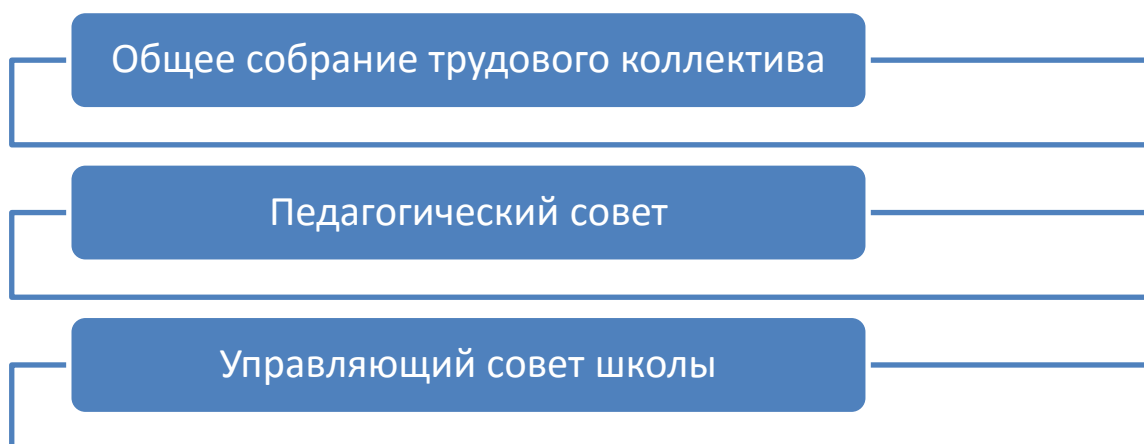 Общее собрание трудового коллектива
Педагогический совет
Управляющий совет школы